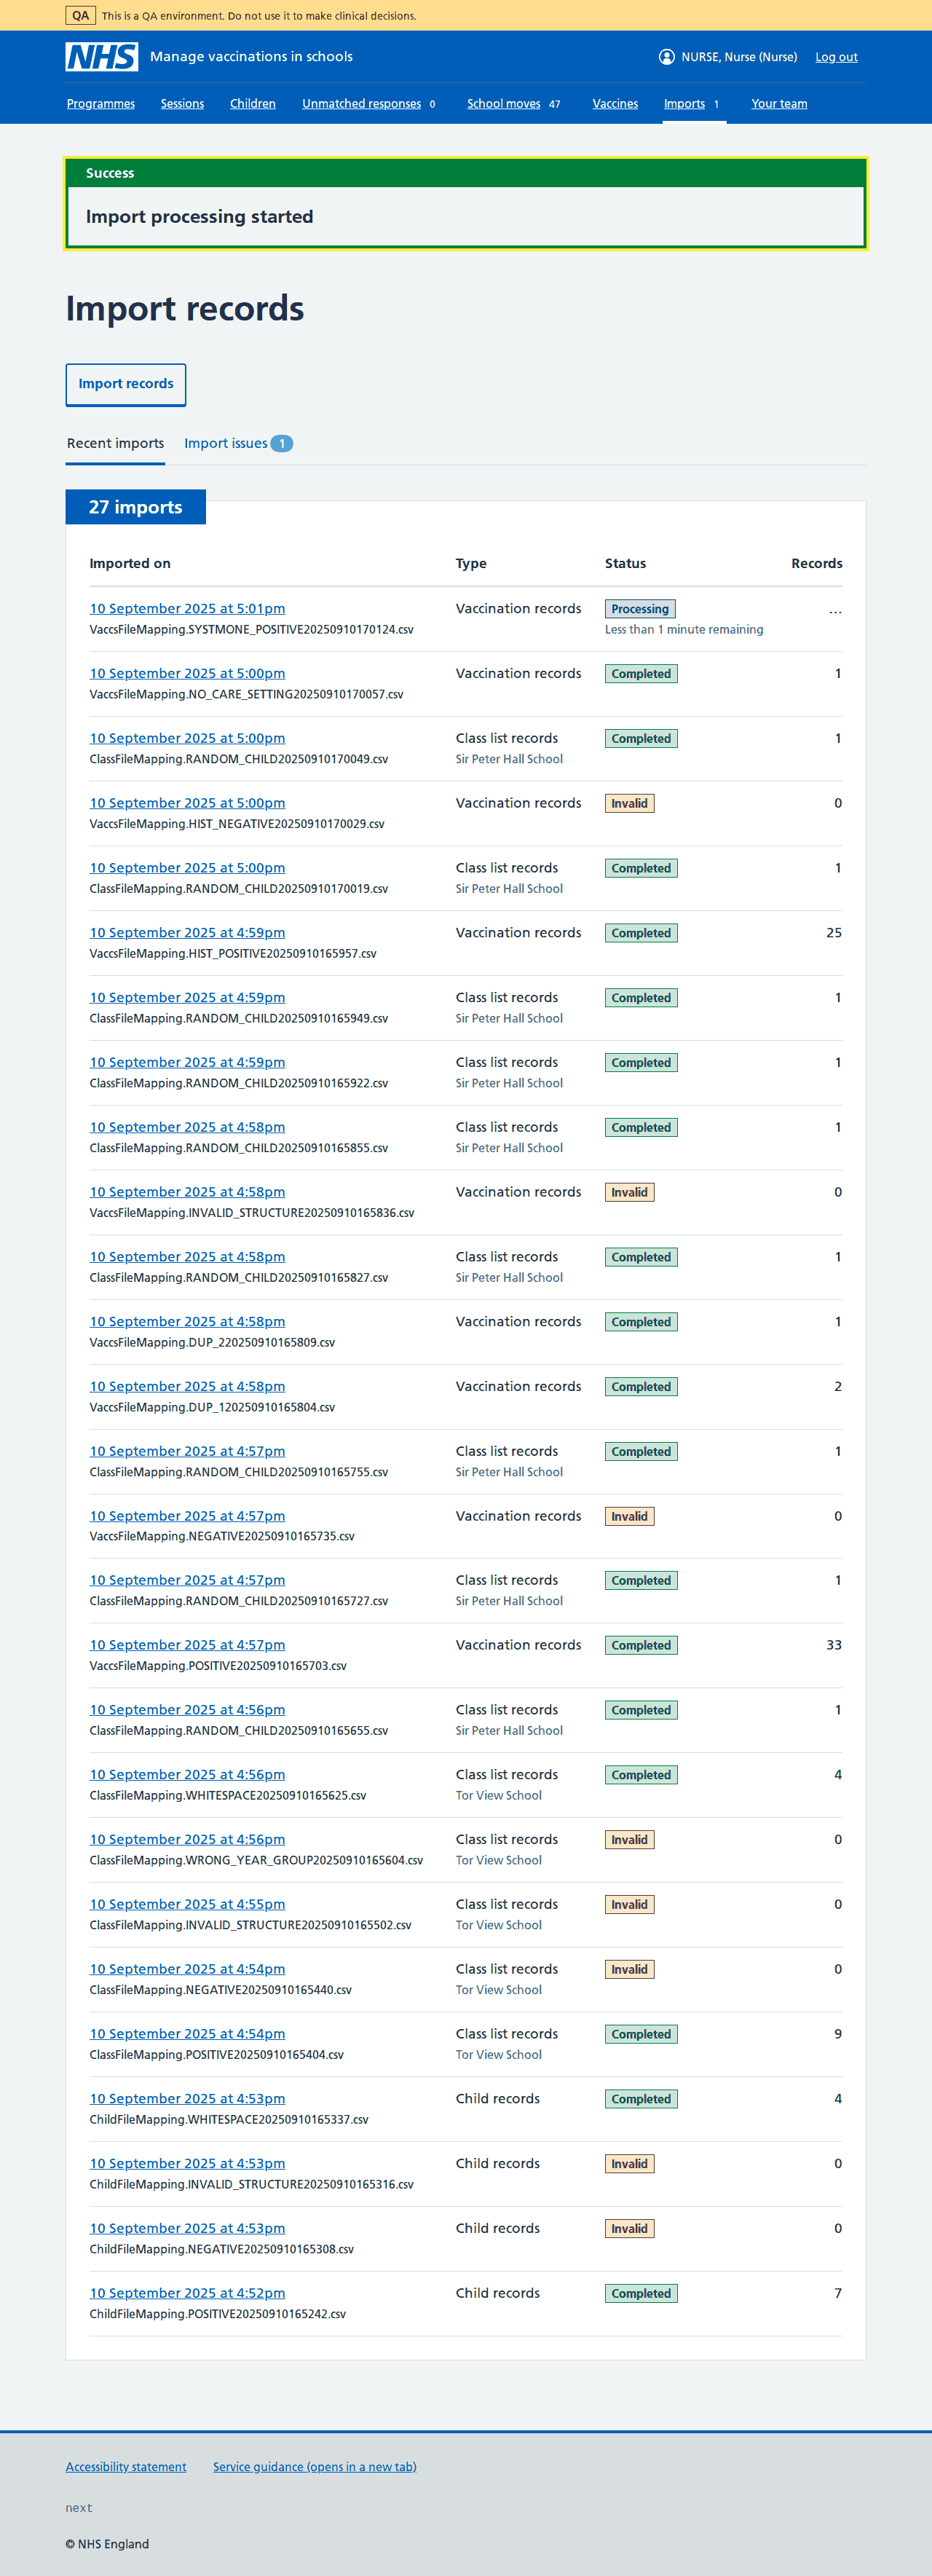 QA This is a QA environment. Do not use it to make clinical decisions.
NHS Manage vaccinations in schools NURSE, Nurse (Nurse) Log out
Programmes Sessions Children Unmatched responses 0 School moves 47 Vaccines Imports 1 Your team
Success
Import processing started
Import records
Import records
Recent imports Import issues 1
27 imports
Imported on Type Status Records
10 September 2025 at 5:01pm Vaccination records Processing ...
VaccsFileMapping.SYSTMONE_POSITIVE20250910170124.csv Less than 1 minute remaining
10 September 2025 at 5:00pm Vaccination records Completed 1
VaccsFileMapping.NO_CARE_SETTING20250910170057.csv
10 September 2025 at 5:00pm Class list records Completed 1
ClassFileMapping.RANDOM_CHILD20250910170049.csv Sir Peter Hall School
10 September 2025 at 5:00pm Vaccination records Invalid 0
VaccsFileMapping.HIST_NEGATIVE20250910170029.csv
10 September 2025 at 5:00pm Class list records Completed 1
ClassFileMapping.RANDOM_CHILD20250910170019.csv Sir Peter Hall School
10 September 2025 at 4:59pm Vaccination records Completed 25
VaccsFileMapping.HIST_POSITIVE20250910165957.csv
10 September 2025 at 4:59pm Class list records Completed 1
ClassFileMapping.RANDOM_CHILD20250910165949.csv Sir Peter Hall School
10 September 2025 at 4:59pm Class list records Completed 1
ClassFileMapping.RANDOM_CHILD20250910165922.csv Sir Peter Hall School
10 September 2025 at 4:58pm Class list records Completed 1
ClassFileMapping.RANDOM_CHILD20250910165855.csv Sir Peter Hall School
10 September 2025 at 4:58pm Vaccination records Invalid 0
VaccsFileMapping.INVALID_STRUCTURE20250910165836.csv
10 September 2025 at 4:58pm Class list records Completed 1
ClassFileMapping.RANDOM_CHILD20250910165827.csv Sir Peter Hall School
10 September 2025 at 4:58pm Vaccination records Completed 1
VaccsFileMapping.DUP_220250910165809.csv
10 September 2025 at 4:58pm Vaccination records Completed 2
VaccsFileMapping.DUP_120250910165804.csv
10 September 2025 at 4:57pm Class list records Completed 1
ClassFileMapping.RANDOM_CHILD20250910165755.csv Sir Peter Hall School
10 September 2025 at 4:57pm Vaccination records Invalid 0
VaccsFileMapping.NEGATIVE20250910165735.csv
10 September 2025 at 4:57pm Class list records Completed 1
ClassFileMapping.RANDOM_CHILD20250910165727.csv Sir Peter Hall School
10 September 2025 at 4:57pm Vaccination records Completed 33
VaccsFileMapping.POSITIVE20250910165703.csv
10 September 2025 at 4:56pm Class list records Completed 1
ClassFileMapping.RANDOM_CHILD20250910165655.csv Sir Peter Hall School
10 September 2025 at 4:56pm Class list records Completed 4
ClassFileMapping.WHITESPACE20250910165625.csv Tor View School
10 September 2025 at 4:56pm Class list records Invalid 0
ClassFileMapping.WRONG_YEAR_GROUP20250910165604.csv Tor View School
10 September 2025 at 4:55pm Class list records Invalid 0
ClassFileMapping.INVALID_STRUCTURE20250910165502.csv Tor View School
10 September 2025 at 4:54pm Class list records Invalid 0
ClassFileMapping.NEGATIVE20250910165440.csv Tor View School
10 September 2025 at 4:54pm Class list records Completed 9
ClassFileMapping.POSITIVE20250910165404.csv Tor View School
10 September 2025 at 4:53pm Child records Completed 4
ChildFileMapping.WHITESPACE20250910165337.csv
10 September 2025 at 4:53pm Child records Invalid 0
ChildFileMapping.INVALID_STRUCTURE20250910165316.csv
10 September 2025 at 4:53pm Child records Invalid 0
ChildFileMapping.NEGATIVE20250910165308.csv
10 September 2025 at 4:52pm Child records Completed 7
ChildFileMapping.POSITIVE20250910165242.csv
Accessibility statement Service guidance (opens in a new tab)
next
© NHS England